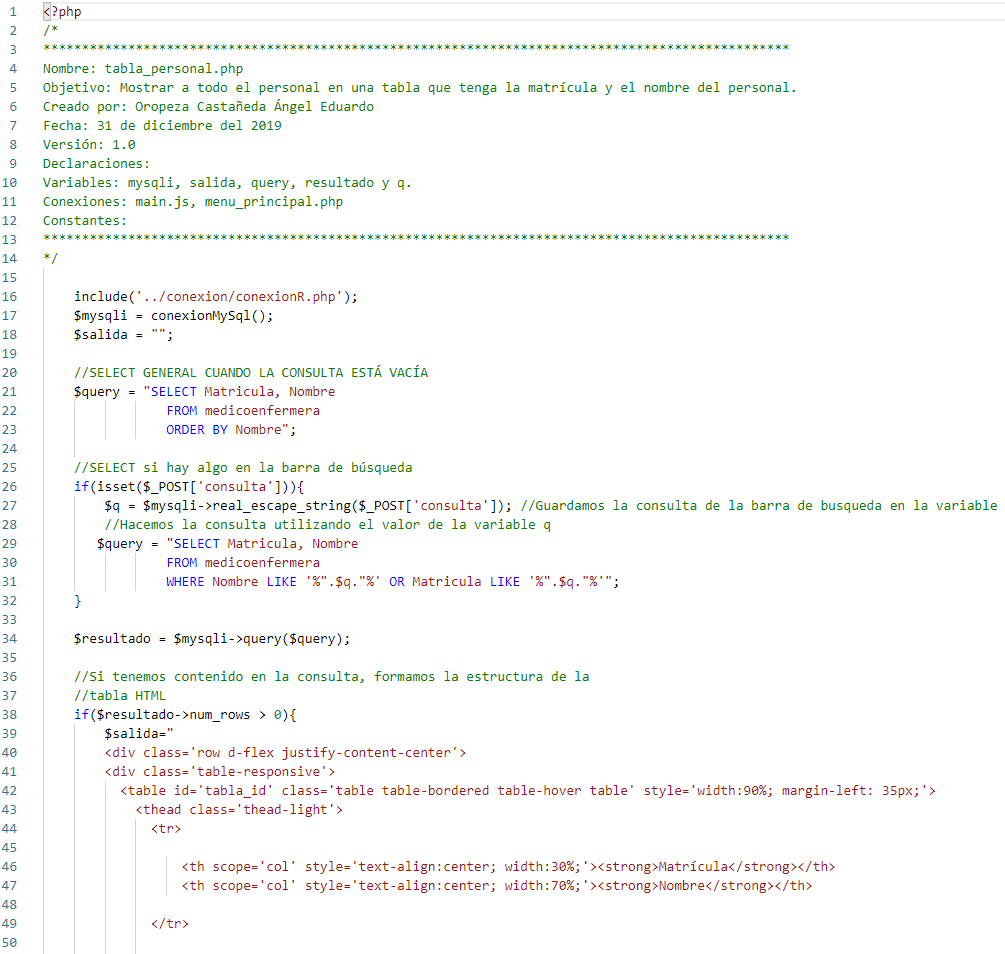 1 <?php
2 /*
3 *************************************************************************************************
4 Nombre: tabla_personal.php
5 Objetivo: Mostrar a todo el personal en una tabla que tenga la matrícula y el nombre del personal.
6 Creado por: Oropeza Castañeda Ángel Eduardo
7 Fecha: 31 de diciembre del 2019
8 Versión: 1.0
9 Declaraciones:
10 Variables: mysqli, salida, query, resultado y q.
11 Conexiones: main.js, menu_principal.php
12 Constantes:
13 *************************************************************************************************
14 */
15
16 include('../conexion/conexionR.php');
17 $mysqli = conexionMySql();
18 $salida = "";
19
20 //SELECT GENERAL CUANDO LA CONSULTA ESTÁ VACÍA
21 $query = "SELECT Matricula, Nombre
22 FROM medicoenfermera
23 ORDER BY Nombre";
24
25 //SELECT si hay algo en la barra de búsqueda
26 if(isset($_POST['consulta'])){
27 $q = $mysqli->real_escape_string($_POST['consulta']); //Guardamos la consulta de la barra de busqueda en la variable
28 //Hacemos la consulta utilizando el valor de la variable q
29 $query = "SELECT Matricula, Nombre
30 FROM medicoenfermera
31 WHERE Nombre LIKE '%".$q."%' OR Matricula LIKE '%".$q."%'";
32 }
33
34 $resultado = $mysqli->query($query);
35
36 //Si tenemos contenido en la consulta, formamos la estructura de la
37 //tabla HTML
38 if($resultado->num_rows > 0){
39 $salida="
40 <div class='row d-flex justify-content-center'>
41 <div class='table-responsive'>
42 <table id='tabla_id' class='table table-bordered table-hover table' style='width:90%; margin-left: 35px;'>
43 <thead class='thead-light'>
44 <tr>
45
46 <th scope='col' style='text-align:center; width:30%;'><strong>Matrícula</strong></th>
47 <th scope='col' style='text-align:center; width:70%;'><strong>Nombre</strong></th>
48
49 </tr>
50